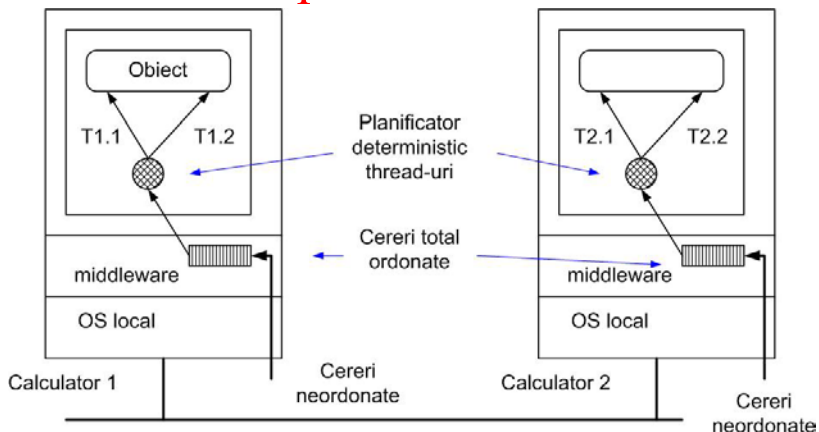 Obiect
T1.1
T1.2
Planificator
deterministic
thread-uri
T2.1
T2.2
Cereri total
ordonate
middleware
middleware
OS local
OS local
Calculator 1
Cereri
neordonate
Calculator 2
Cereri
neordonate